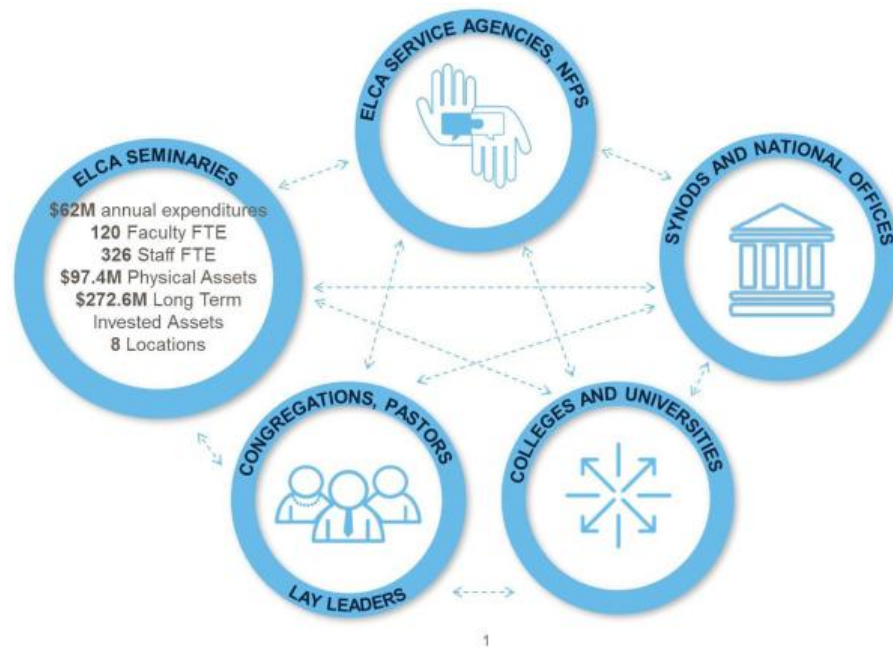 ELCA SERVICE AGENCIES, NFPS
ELCA SEMINARIES
$62M annual expenditures
120 Faculty FTE
326 Staff FTE
$97.4M Physical Assets
$272.6M Long Term
Invested Assets
8 Locations
SYNODS AND NATIONAL OFFICES
CONGREGATIONS, PASTORS
LAY LEADERS
COLLEGES AND UNIVERSITIES
1